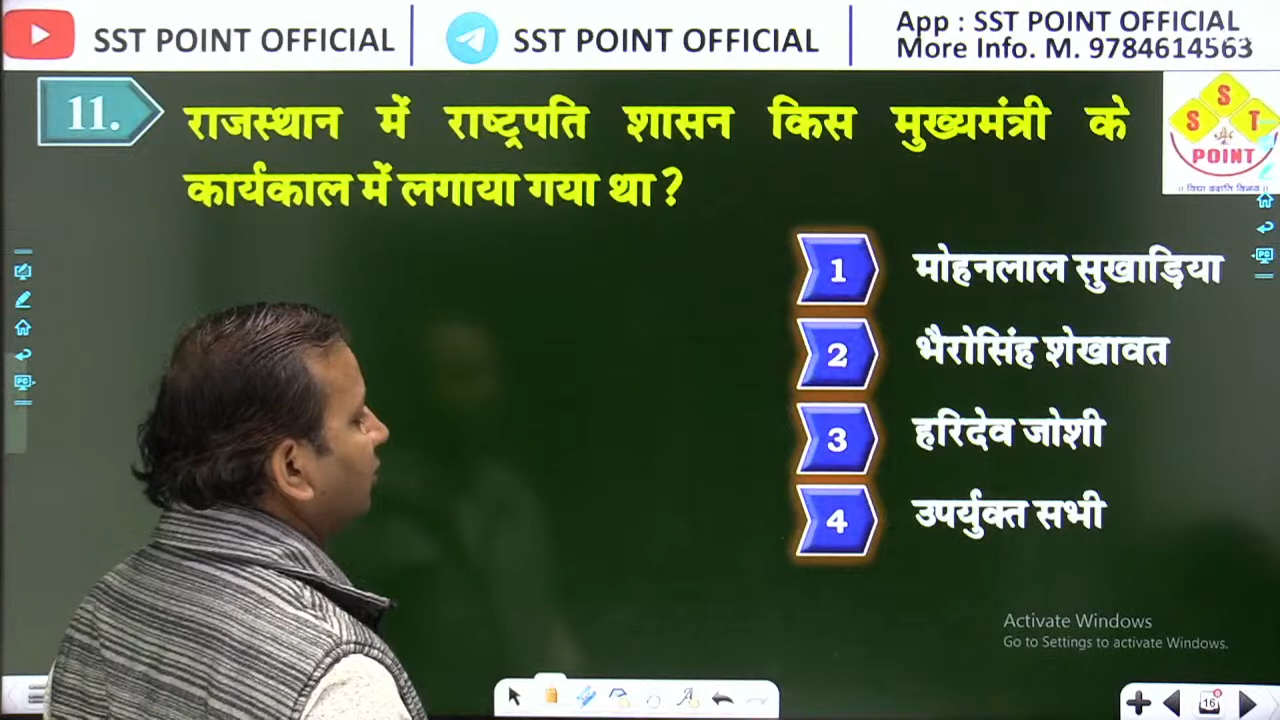 SST POINT OFFICIAL
SST POINT OFFICIAL
App : SST POINT OFFICIAL
More Info. M. 9784614563
11.
राजस्थान में राष्ट्रपति शासन किस मुख्यमंत्री के
कार्यकाल में लगाया गया था ?
S
S T
POINT
1 मोहनलाल सुखाड़िया
2 भैरोसिंह शेखावत
3 हरिदेव जोशी
4 उपर्युक्त सभी
Activate Windows
Go to Settings to activate Windows.
16